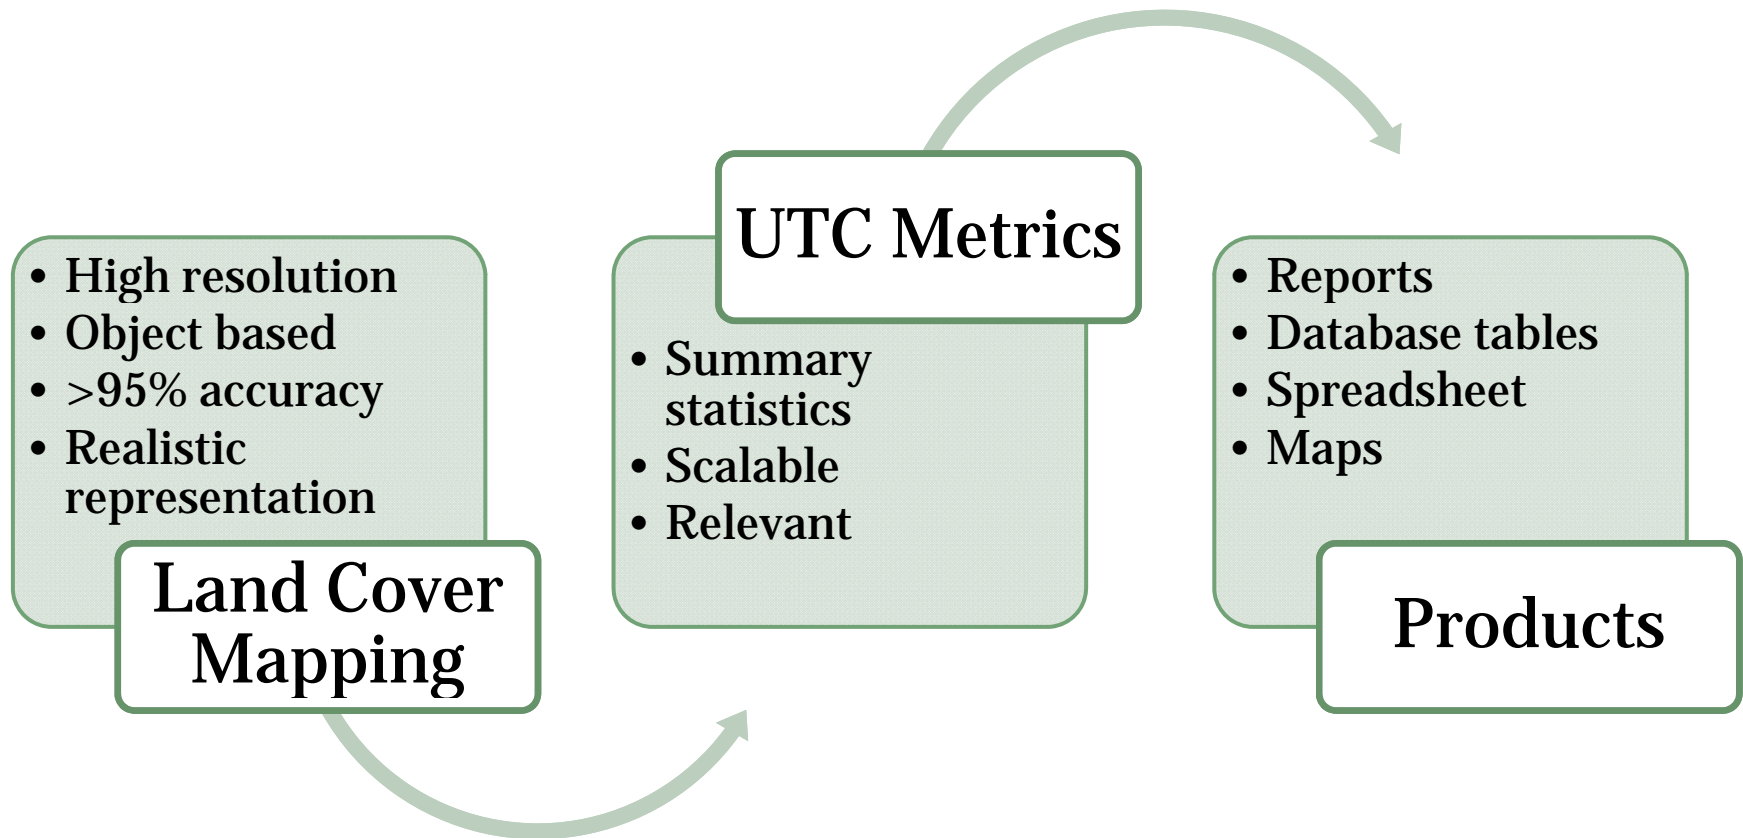 • High resolution
• Object based
• >95% accuracy
• Realistic
representation
Land Cover
Mapping
UTC Metrics
• Summary
statistics
• Scalable
• Relevant
• Reports
• Database tables
• Spreadsheet
• Maps
Products